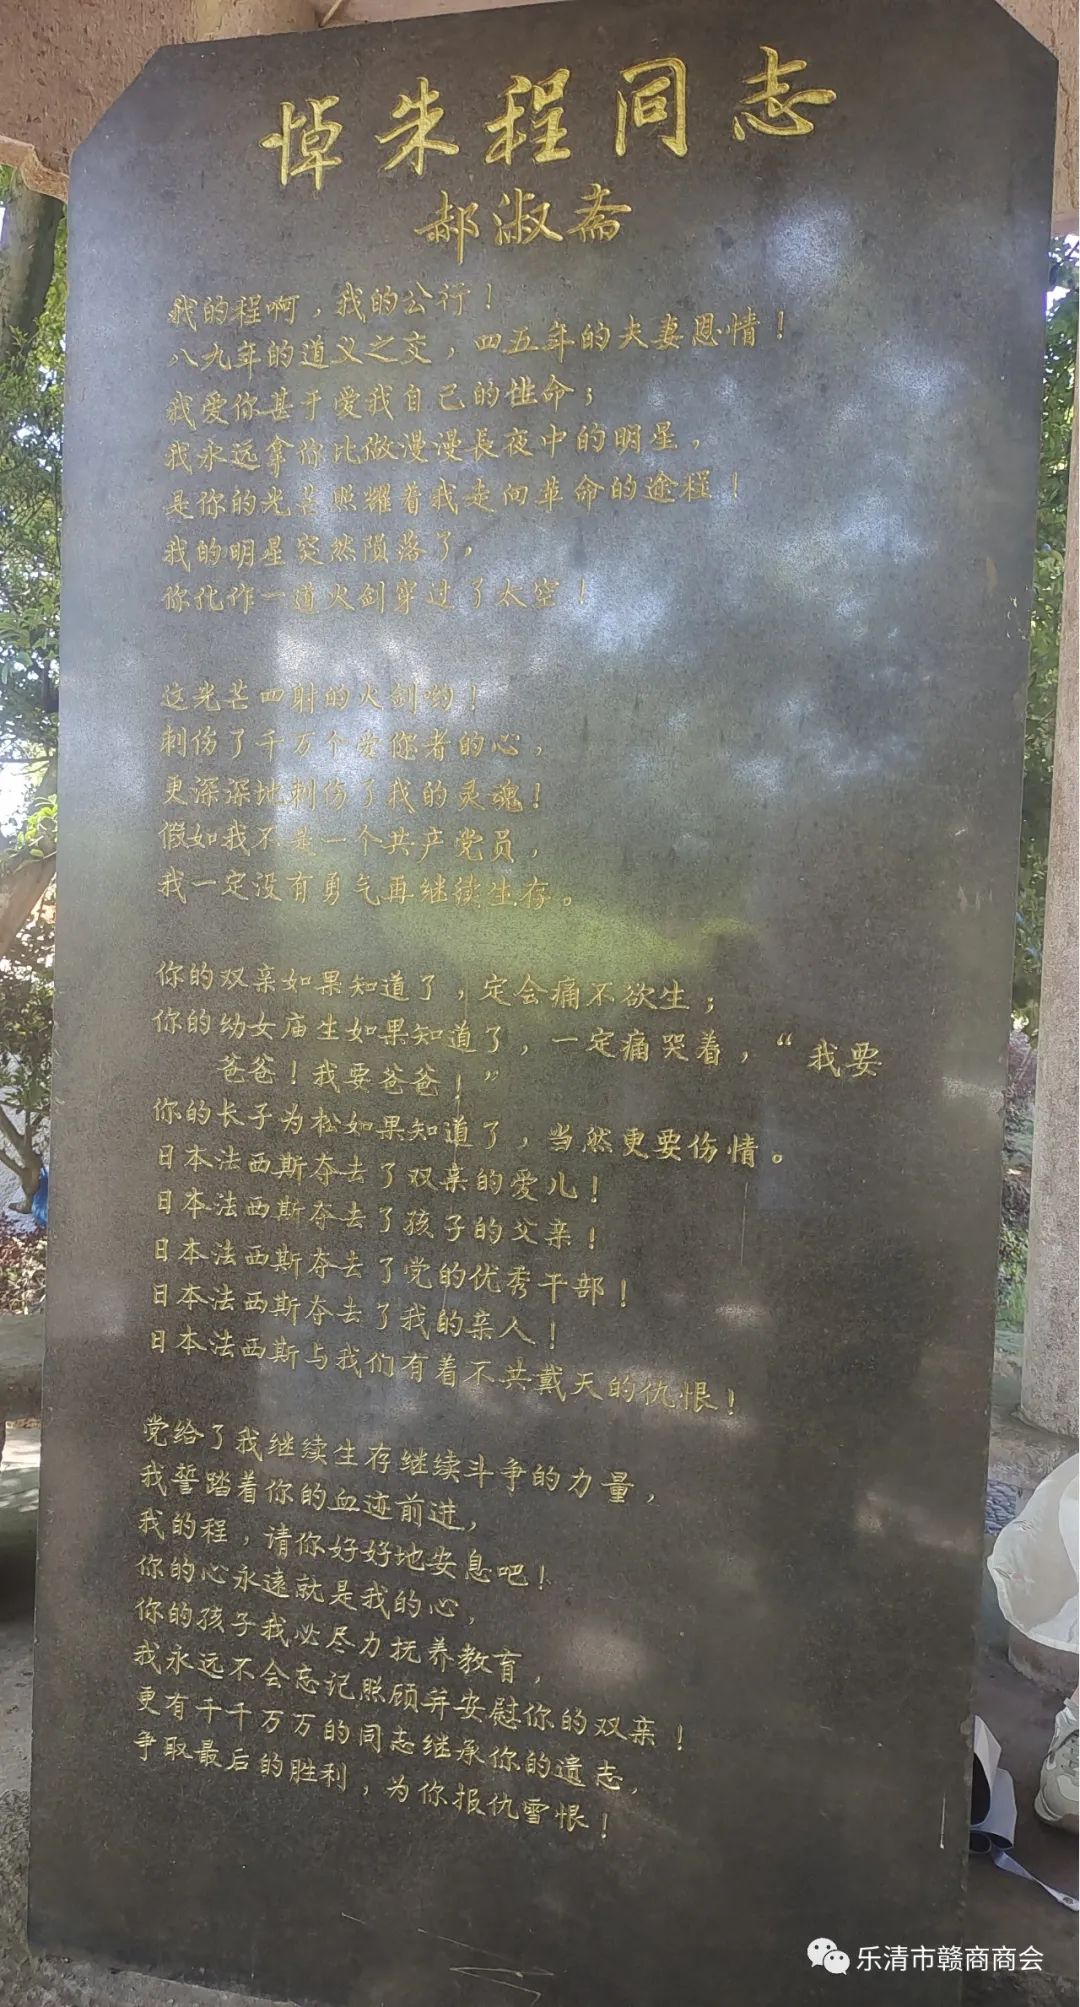 悼朱程同志
郝淑斋
我的程啊，我的公行！
八九年的道义之交，四五年的夫妻恩情！
我爱你甚于爱我自己的性命；
我永远拿你比做漫漫長夜中的明星，
是你的光芒照耀着我走向革命的途程！
我的明星突然陨落了，
你化作一道火剑穿过了太空！
这光芒四射的火剑哟！
刺伤了千万个爱你者的心，
更深深地刺伤了我的灵魂！
假如我不是一个共产党员，
我一定没有勇气再继续生存。
你的双亲如果知道了，定会痛不欲生；
你的幼女庙生如果知道了，一定痛哭着，“我要
爸爸！我要爸爸！”
你的长子为松如果知道了，当然更要伤情。
日本法西斯夺去了双亲的爱儿！
日本法西斯夺去了孩子的父亲！
日本法西斯夺去了党的优秀干部！
日本法西斯夺去了我的亲人！
日本法西斯与我们有着不共戴天的仇恨！
党给了我继续生存继续斗争的力量，
我誓踏着你的血迹前进，
我的程，请你好好地安息吧！
你的心永遠就是我的心，
你的孩子我必尽力抚养教育，
我永远不会忘记照顾并安慰你的双亲！
更有千千万万的同志继承你的遗志，
争取最后的胜利，为你报仇雪恨！
乐清市赣商商会